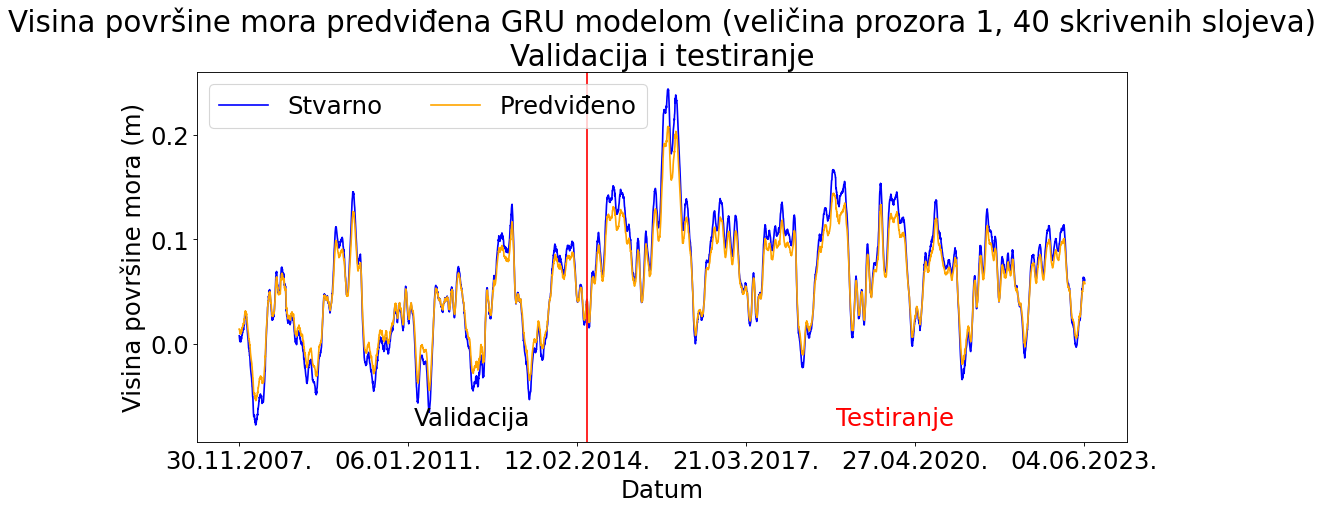 Visina površine mora predviđena GRU modelom (veličina prozora 1, 40 skrivenih slojeva)
Validacija i testiranje
Stvarno
Predviđeno
Visina površine mora (m)
0.2
0.1
0.0
Validacija
Testiranje
30.11.2007.
06.01.2011.
12.02.2014.
21.03.2017.
27.04.2020.
04.06.2023.
Datum